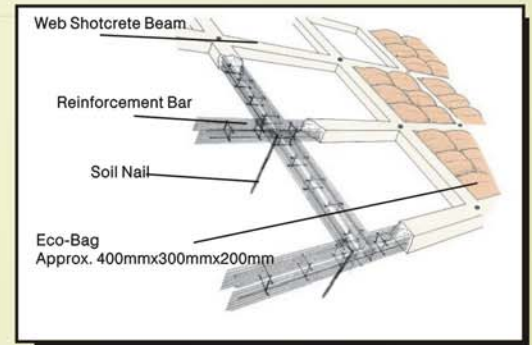 Web Shotcrete Beam
Reinforcement Bar
Soil Nail
Eco-Bag
Approx. 400mmx300mmx200mm